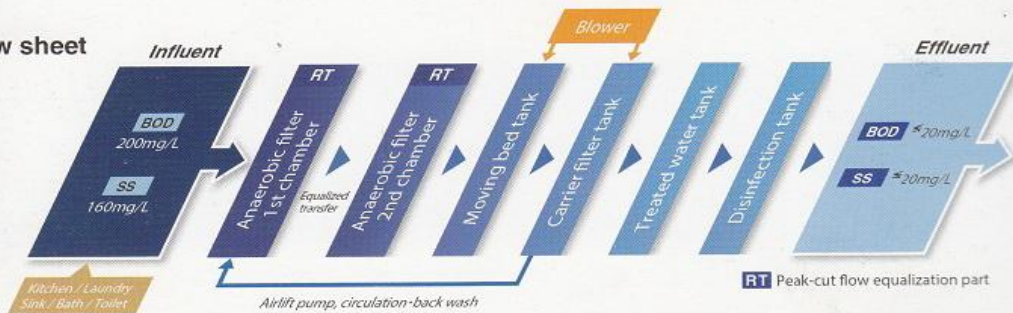 w sheet
Influent
Blower
Effluent
BOD
200mg/L
SS
160mg/L
RT
Anaerobic filter
1st chamber
Equalized
transfer
RT
Anaerobic filter
2nd chamber
Moving bed tank
Carrier filter tank
Treated water tank
Disinfection tank
BOD ≤20mg/L
SS ≤20mg/L
Kitchen / Laundry
Sink / Bath / Toilet
Airlift pump, circulation-back wash
RT Peak-cut flow equalization part